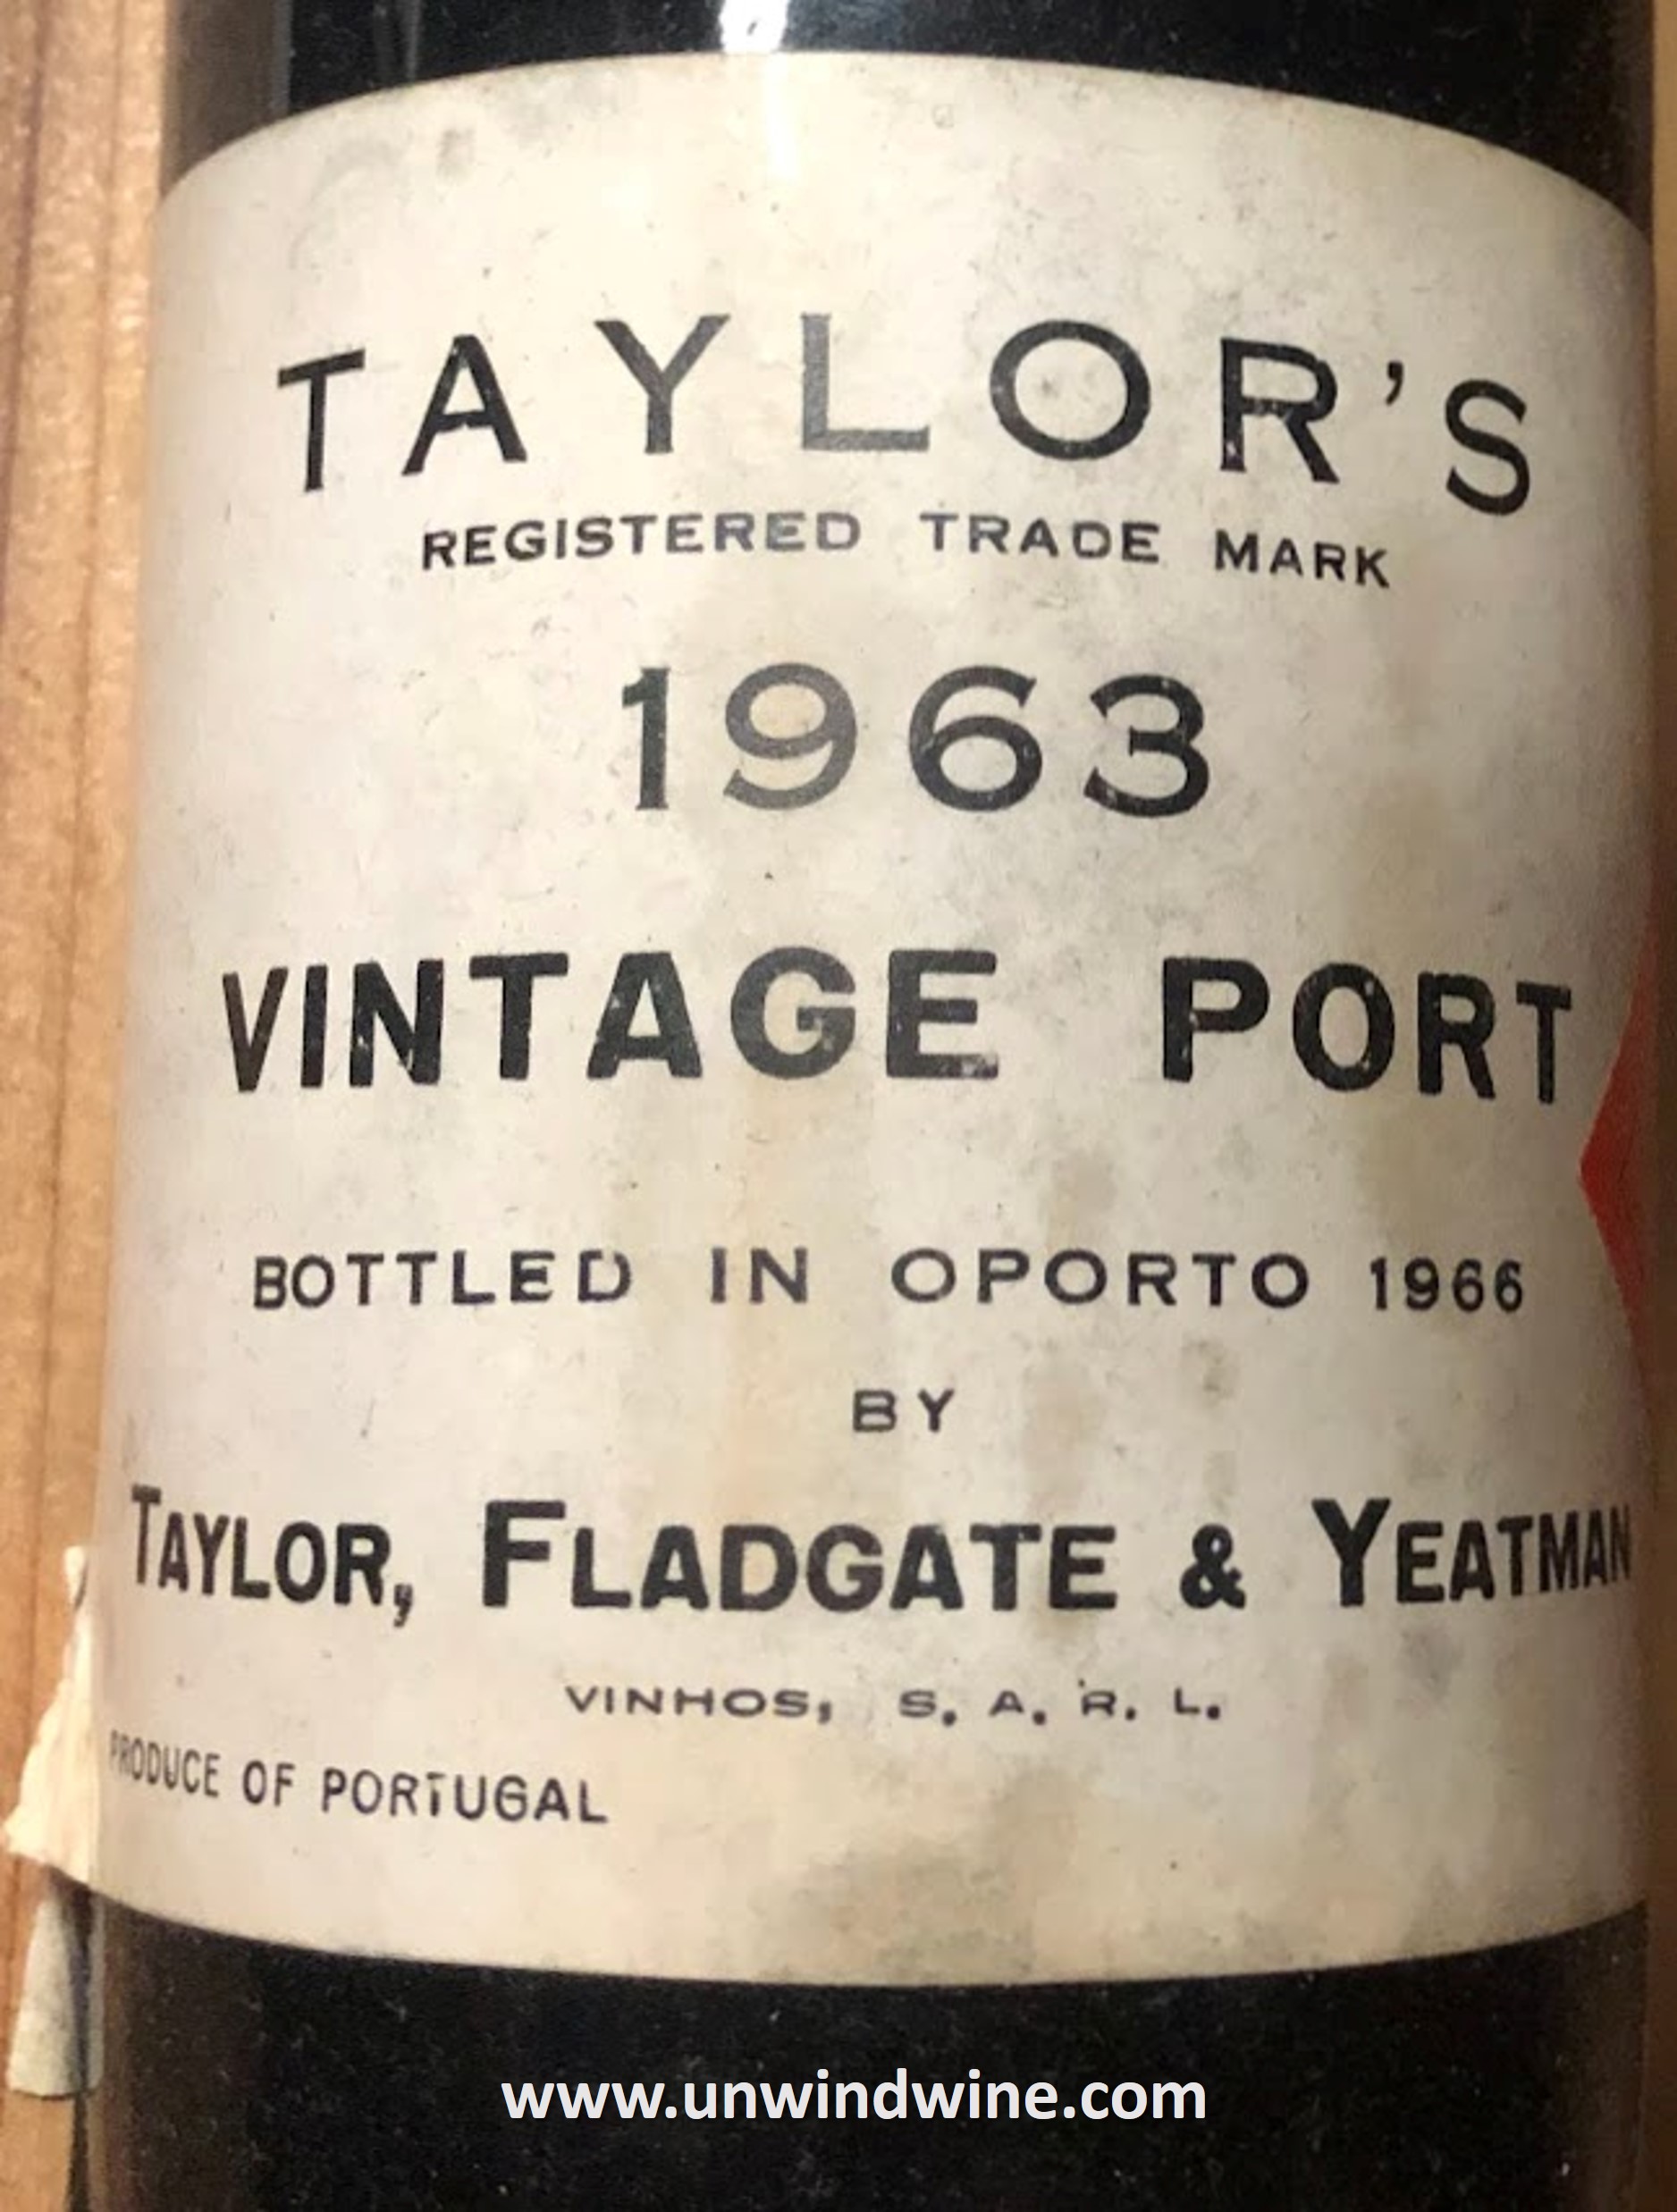 TAYLOR'S
REGISTERED TRADE MARK
1963
VINTAGE PORT
BOTTLED IN OPORTO 1966
BY
TAYLOR, FLADGATE & YEATMAN
VINHOS, S. A. R. L.
PRODUCE OF PORTUGAL
www.unwindwine.com